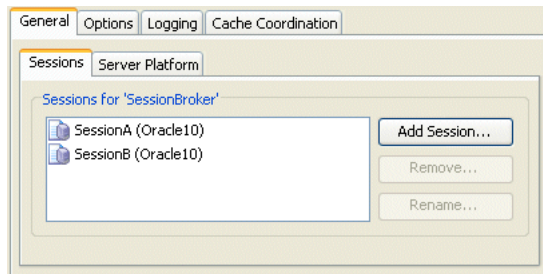 General Options Logging Cache Coordination
Sessions Server Platform
Sessions for 'SessionBroker'
SessionA (Oracle10)
SessionB (Oracle10)
Add Session...
Remove...
Rename...